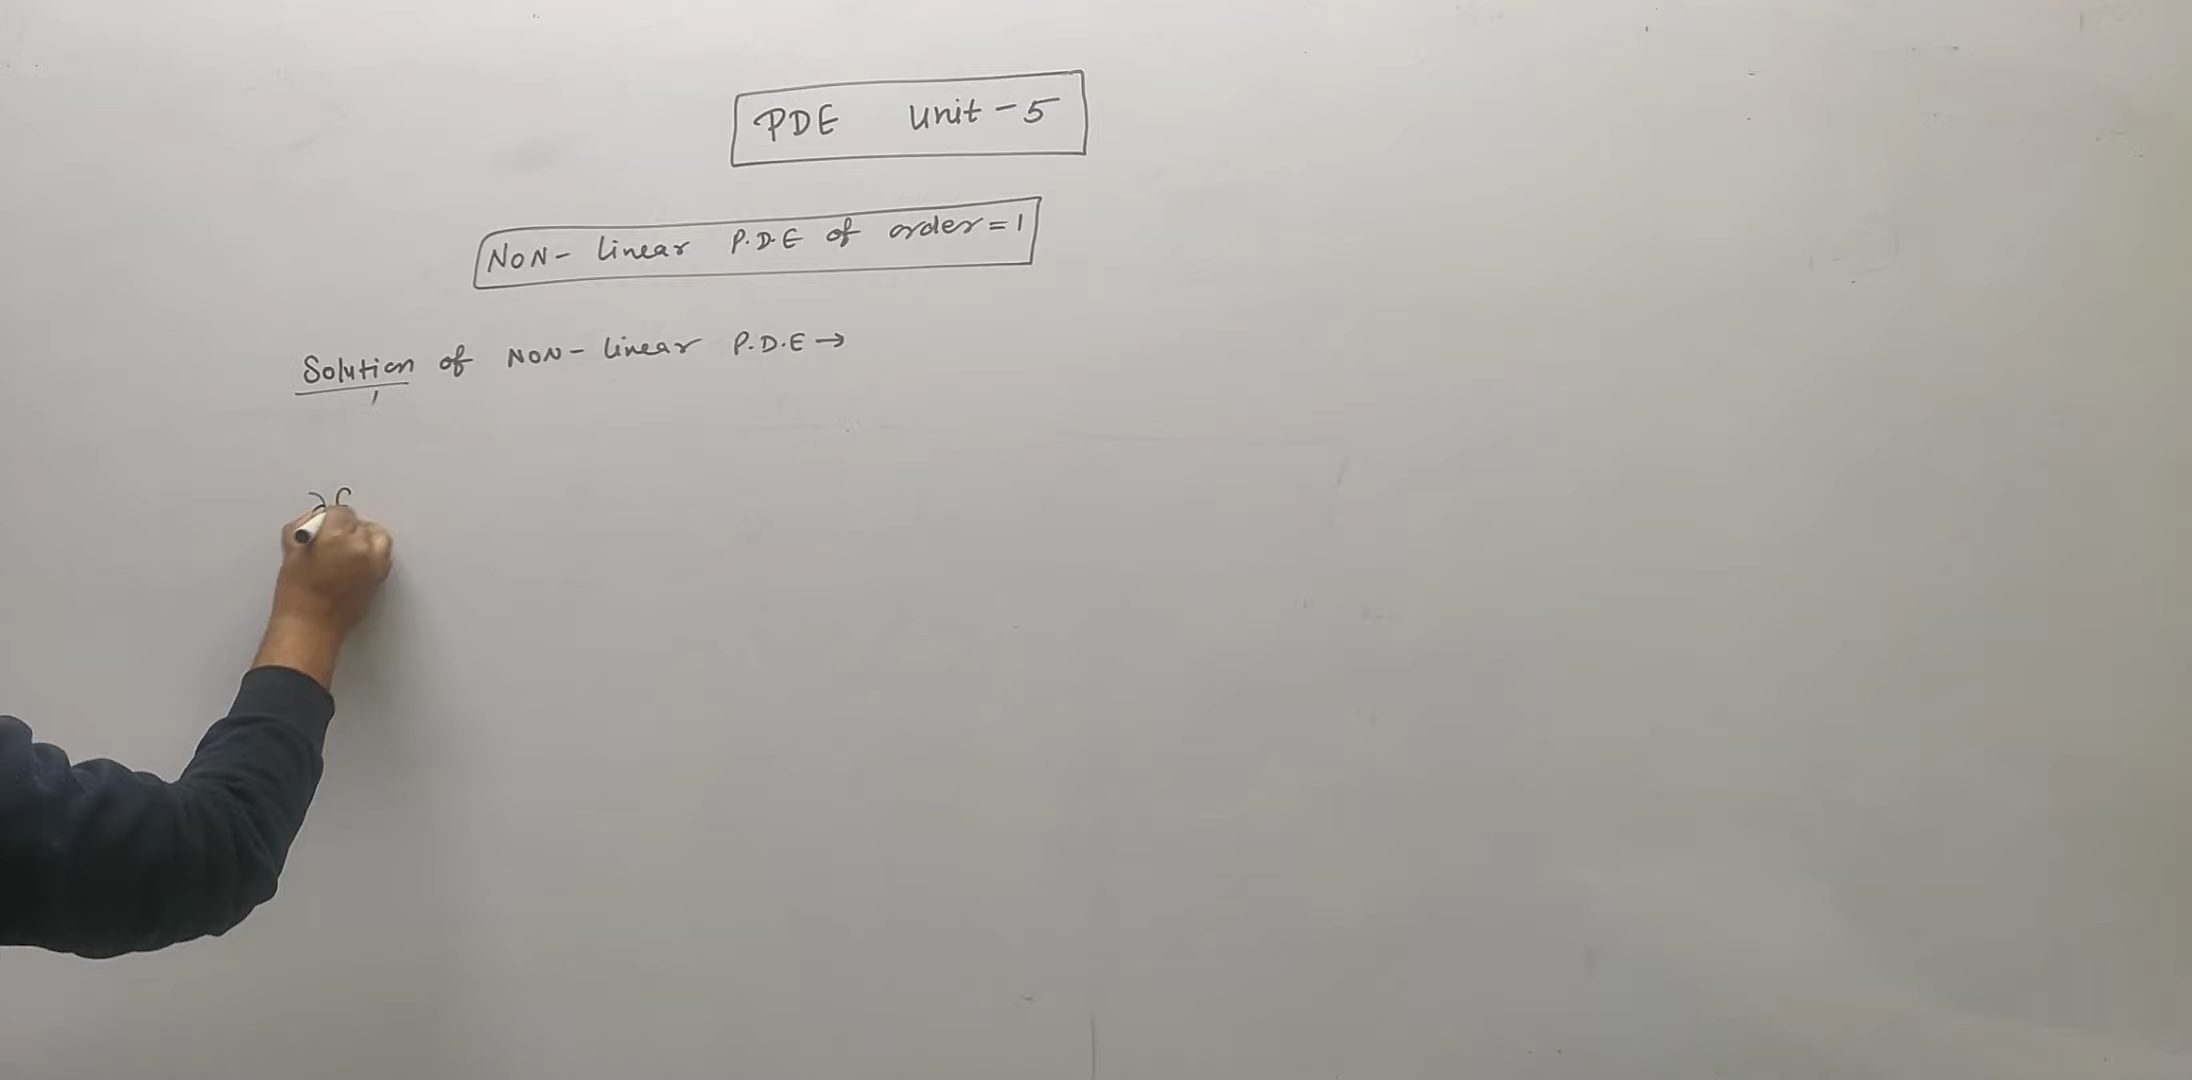 PDE Unit - 5
NON - linear P.D.E of order = 1
Solution of NON - linear P.D.E →